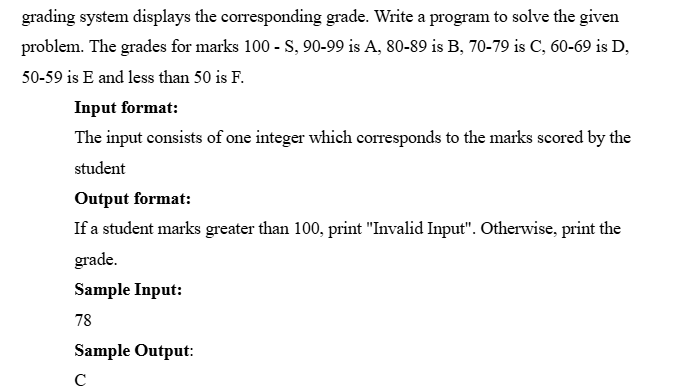 grading system displays the corresponding grade. Write a program to solve the given
problem. The grades for marks 100 - S, 90-99 is A, 80-89 is B, 70-79 is C, 60-69 is D,
50-59 is E and less than 50 is F.
Input format:
The input consists of one integer which corresponds to the marks scored by the
student
Output format:
If a student marks greater than 100, print "Invalid Input". Otherwise, print the
grade.
Sample Input:
78
Sample Output:
C